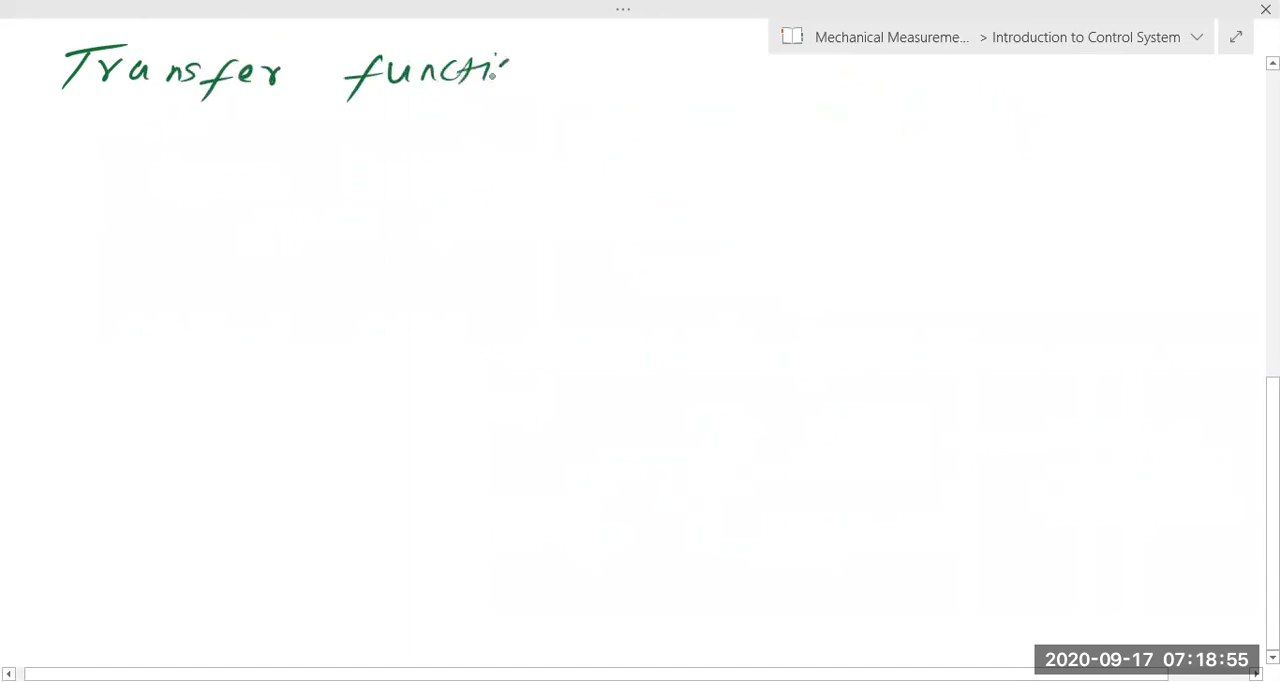 Mechanical Measureme... > Introduction to Control System
Transfer functi
2020-09-17 07:18:55